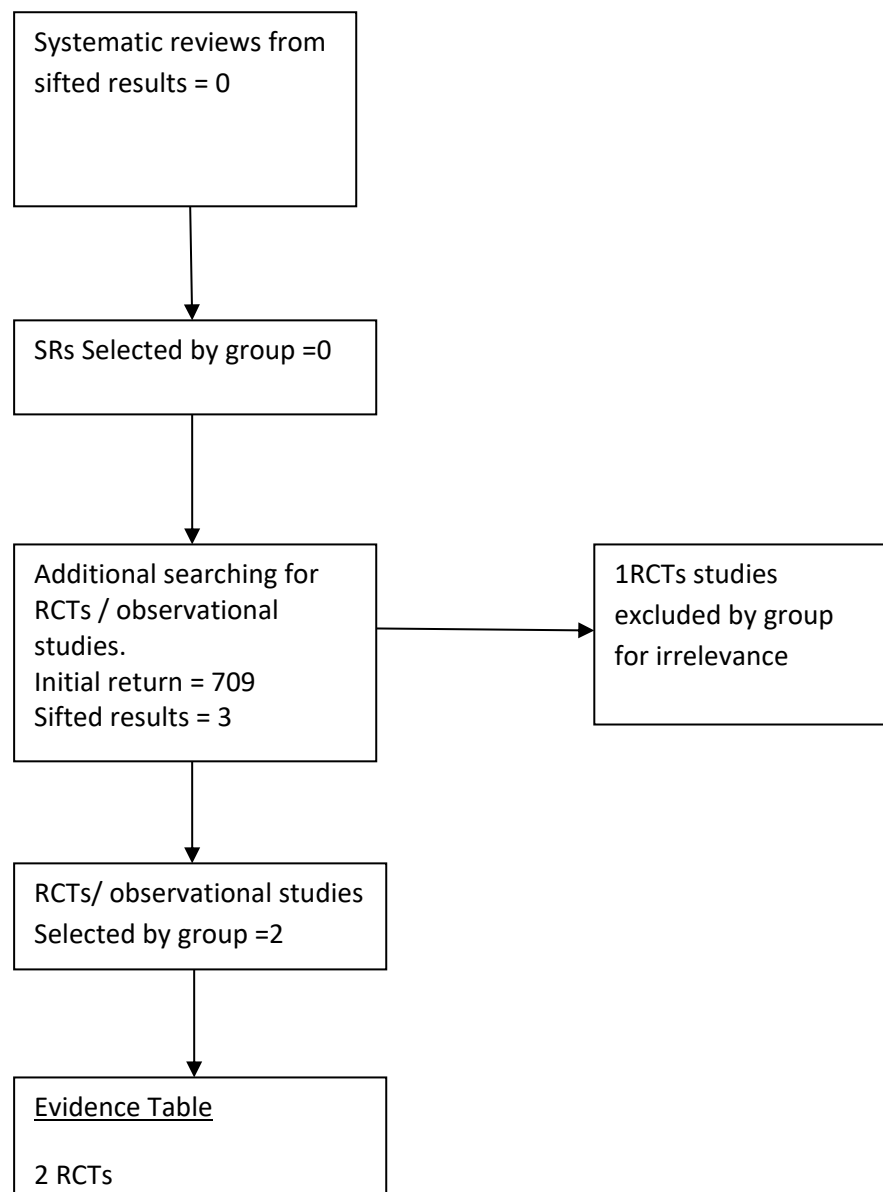 Systematic reviews from
sifted results = 0
SRs Selected by group =0
Additional searching for
RCTs / observational
studies.
Initial return = 709
Sifted results = 3
1RCTs studies
excluded by group
for irrelevance
RCTs/ observational studies
Selected by group =2
Evidence Table
2 RCTs